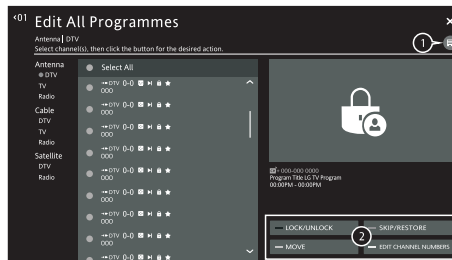 <01 Edit All Programmes
Antenna | DTV
Select channel(s), then click the button for the desired action.
1
Antenna
DTV
TV
Radio
Cable
DTV
TV
Radio
Satellite
DTV
Radio
Select All
DTV 0-0
000
DTV 0-0
000
DTV 0-0
000
DTV 0-0
000
DTV 0-0
000
DTV 0-0
000
DTV 0-0
000
DTV 0-0
000
DTV 0-0
000-000 0000
Program Title LG TV Program
00:00PM - 00:00PM
LOCK/UNLOCK
SKIP/RESTORE
2
MOVE
EDIT CHANNEL NUMBERS